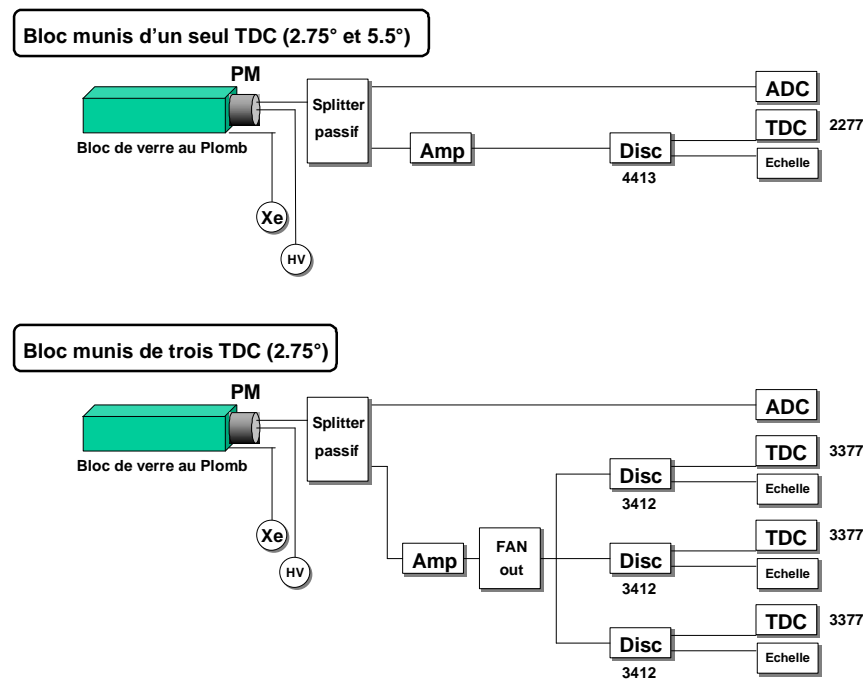 Bloc munis d'un seul TDC (2.75° et 5.5°)
PM
Splitter
passif
ADC
TDC 2277
Bloc de verre au Plomb
Amp
Disc
4413
Echelle
Xe
HV
Bloc munis de trois TDC (2.75°)
PM
Splitter
passif
ADC
TDC 3377
Bloc de verre au Plomb
Disc
3412
Echelle
Xe
HV
Amp
FAN
out
Disc
3412
TDC 3377
Echelle
Disc
3412
TDC 3377
Echelle